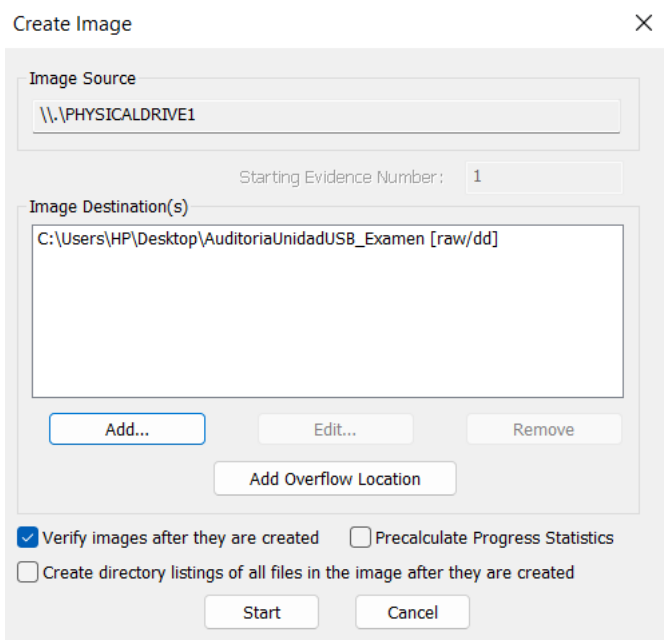 Create Image
Image Source
\\.\PHYSICALDRIVE1
Starting Evidence Number: 1
Image Destination(s)
C:\Users\HP\Desktop\AuditoriaUnidadUSB_Examen [raw/dd]
Add... Edit... Remove
Add Overflow Location
Verify images after they are created Precalculate Progress Statistics
Create directory listings of all files in the image after they are created
Start Cancel